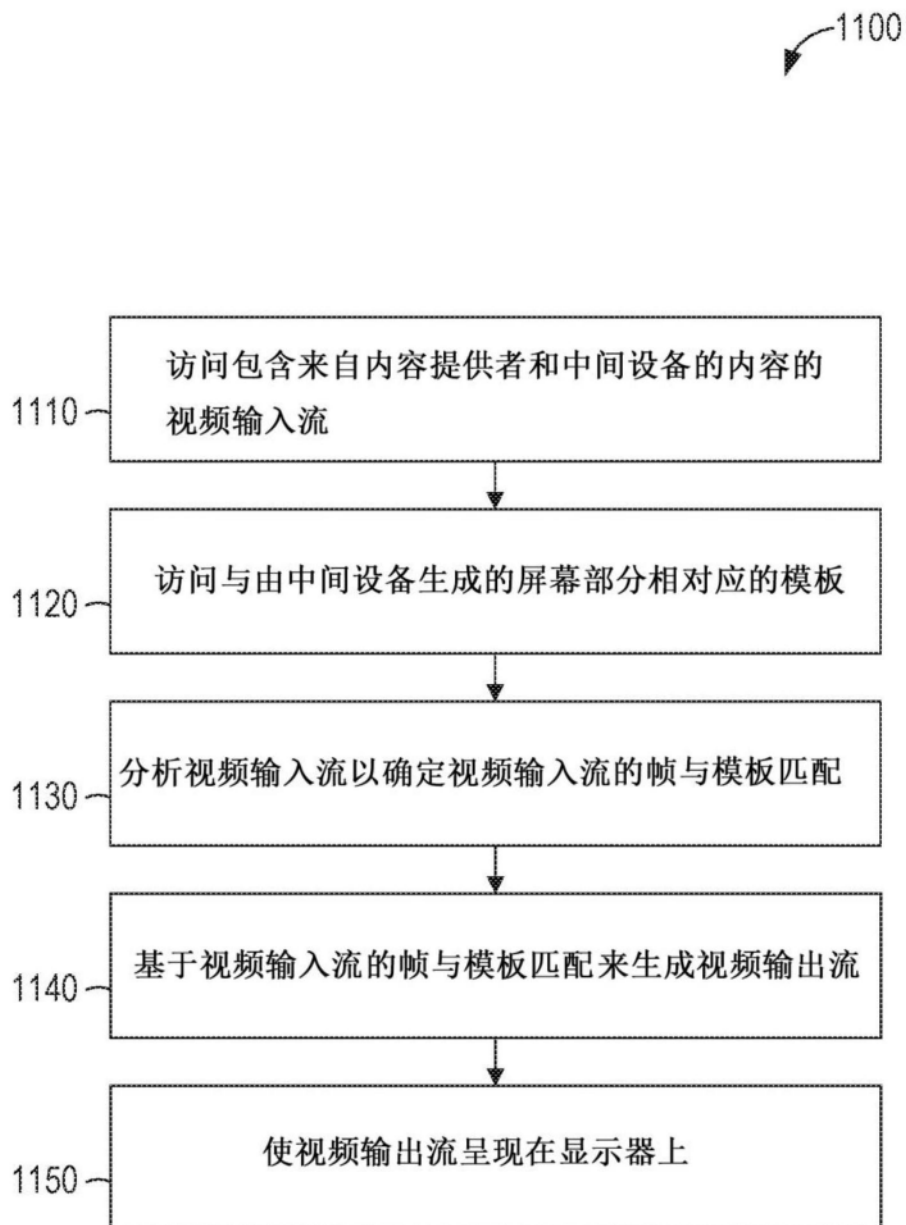 1100
访问包含来自内容提供者和中间设备的内容的
视频输入流
1110
访问与由中间设备生成的屏幕部分相对应的模板
1120
分析视频输入流以确定视频输入流的帧与模板匹配
1130
基于视频输入流的帧与模板匹配来生成视频输出流
1140
使视频输出流呈现在显示器上
1150